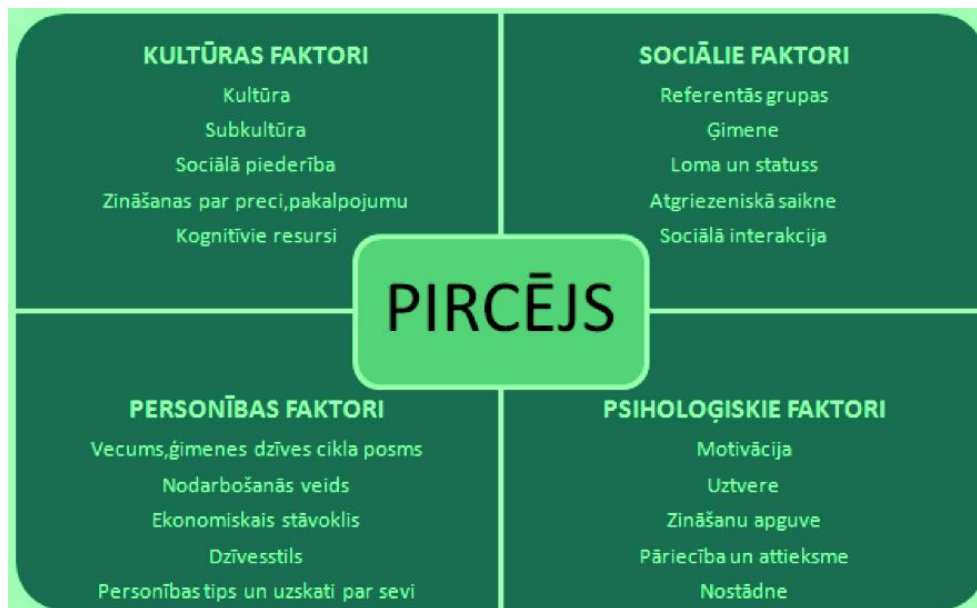 KULTŪRAS FAKTORI
Kultūra
Subkultūra
Sociālā piederība
Zināšanas par preci,pakalpojumu
Kognitīvie resursi
SOCIĀLIE FAKTORI
Referentās grupas
Ģimene
Loma un statuss
Atgriezeniskā saikne
Sociālā interakcija
PIRCĒJS
PERSONĪBAS FAKTORI
Vecums,ģimenes dzīves cikla posms
Nodarbošanās veids
Ekonomiskais stāvoklis
Dzīvesstils
Personības tips un uzskati par sevi
PSIHOLOĢISKIE FAKTORI
Motivācija
Uztvere
Zināšanu apguve
Pāriecība un attieksme
Nostādne